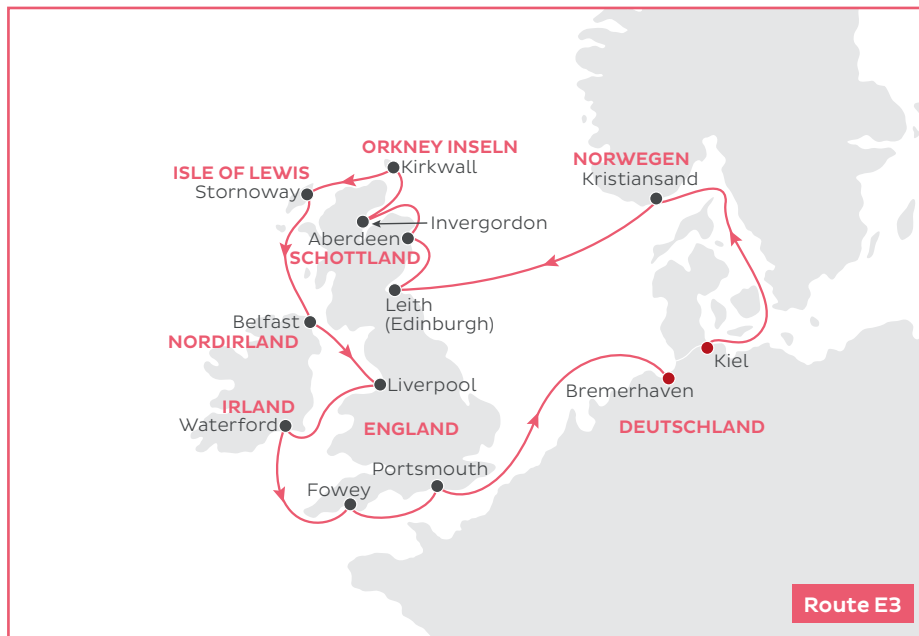 ORKNEY INSELN
Kirkwall
ISLE OF LEWIS
Stornoway
NORWEGEN
Kristiansand
Invergordon
Aberdeen
SCHOTTLAND
Leith
(Edinburgh)
Belfast
NORDIRLAND
Kiel
Liverpool
Bremerhaven
IRLAND
Waterford
ENGLAND
DEUTSCHLAND
Portsmouth
Fowey
Route E3